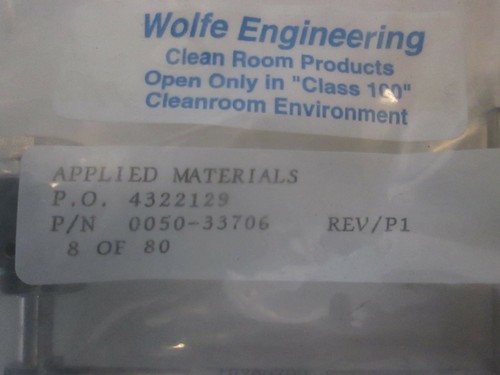 Wolfe Engineering
Clean Room Products
Open Only in "Class 100"
Cleanroom Environment
APPLIED MATERIALS
P.O. 4322129
P/N 0050-33706 REV/P1
8 OF 80